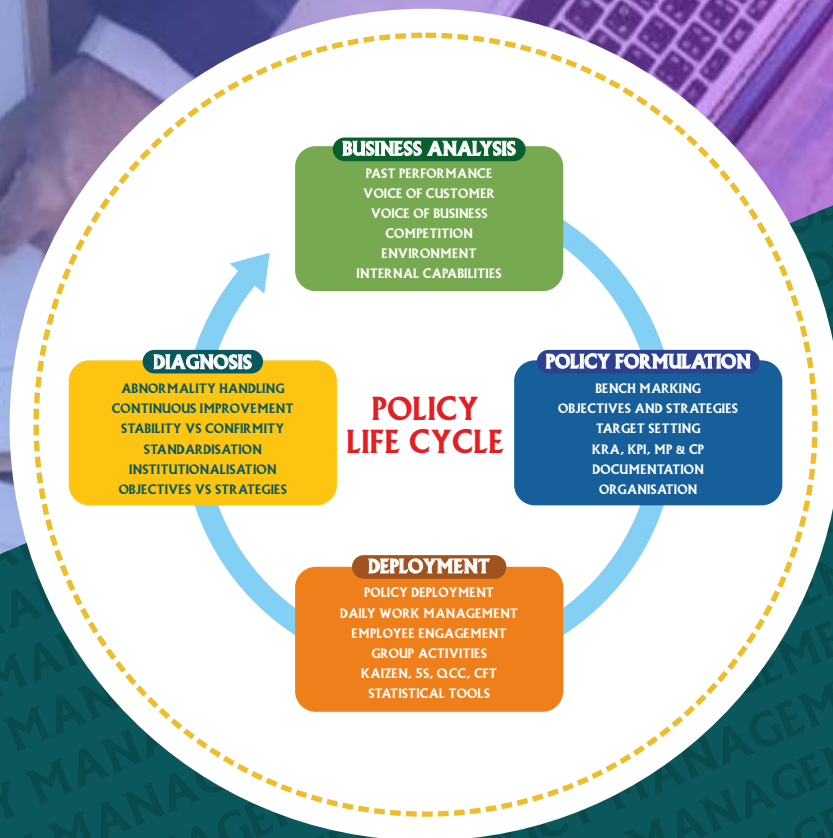 BUSINESS ANALYSIS
PAST PERFORMANCE
VOICE OF CUSTOMER
VOICE OF BUSINESS
COMPETITION
ENVIRONMENT
INTERNAL CAPABILITIES
DIAGNOSIS
ABNORMALITY HANDLING
CONTINUOUS IMPROVEMENT
STABILITY VS CONFIRMITY
STANDARDISATION
INSTITUTIONALISATION
OBJECTIVES VS STRATEGIES
POLICY
LIFE CYCLE
POLICY FORMULATION
BENCH MARKING
OBJECTIVES AND STRATEGIES
TARGET SETTING
KRA, KPI, MP & CP
DOCUMENTATION
ORGANISATION
DEPLOYMENT
POLICY DEPLOYMENT
DAILY WORK MANAGEMENT
EMPLOYEE ENGAGEMENT
GROUP ACTIVITIES
KAIZEN, 5S, QCC, CFT
STATISTICAL TOOLS